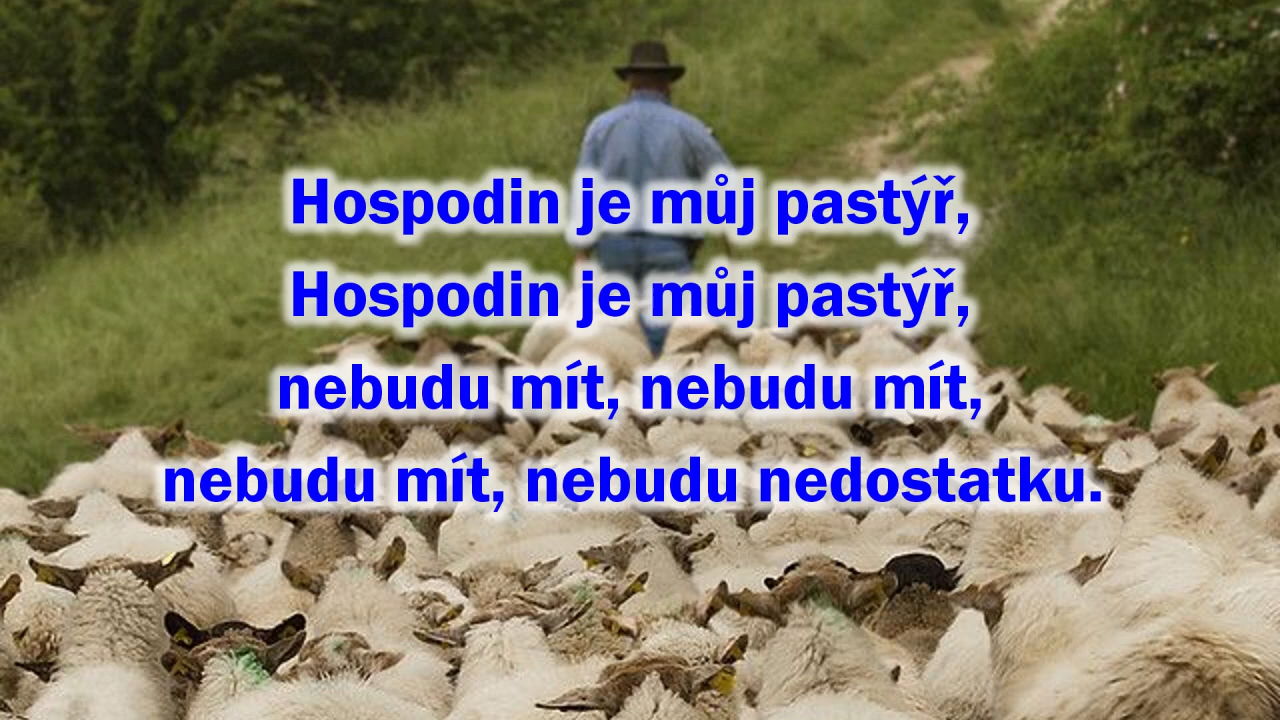 Hospodin je můj pastýř,
Hospodin je můj pastýř,
nebudu mít, nebudu mít,
nebudu mít, nebudu nedostatku.